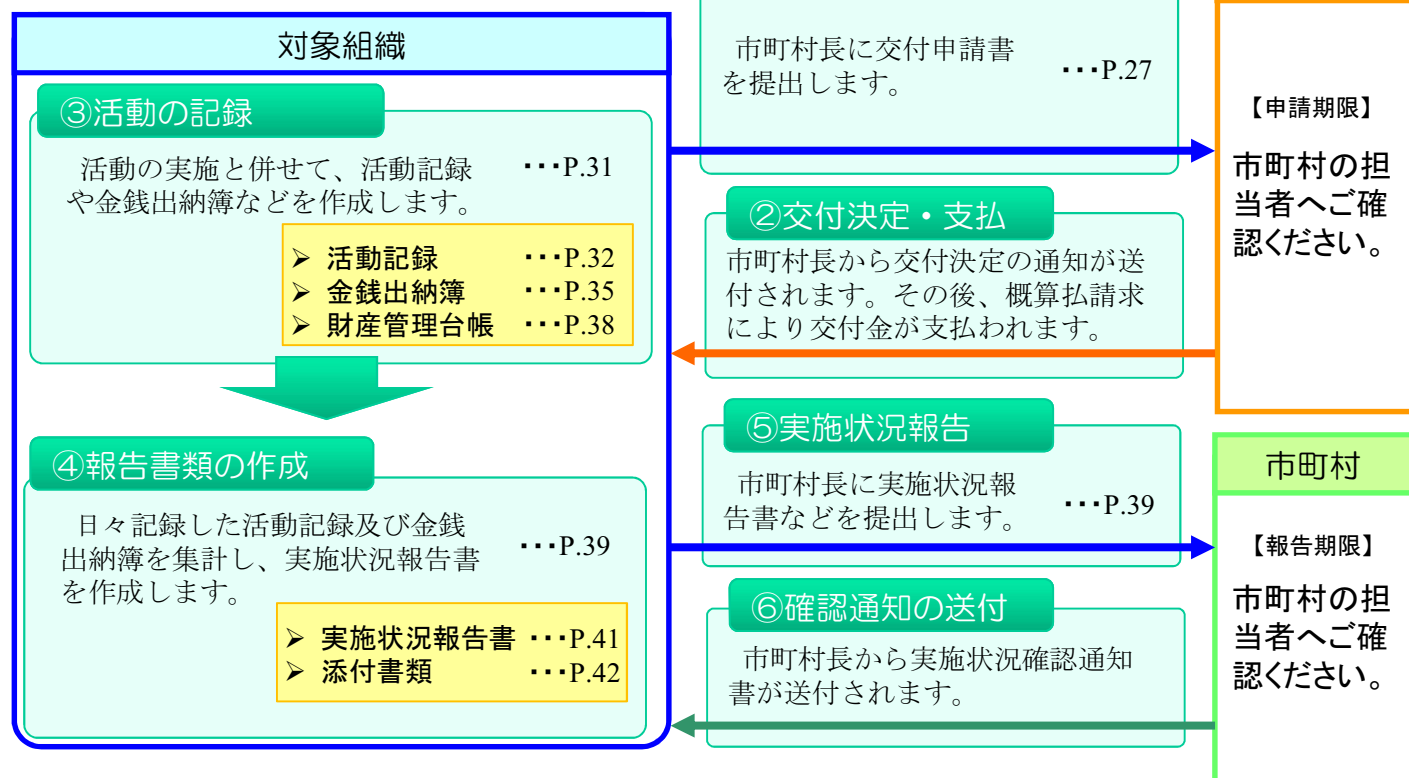 対象組織
③活動の記録
活動の実施と併せて、活動記録 ・・・P.31
や金銭出納簿などを作成します。
➢ 活動記録 ・・・P.32
➢ 金銭出納簿 ・・・P.35
➢ 財産管理台帳 ・・・P.38
④報告書類の作成
日々記録した活動記録及び金銭
出納簿を集計し、実施状況報告書 ・・・P.39
を作成します。
➢ 実施状況報告書 ・・・P.41
➢ 添付書類 ・・・P.42
市町村長に交付申請書
を提出します。 ・・・P.27
②交付決定・支払
市町村長から交付決定の通知が送
付されます。その後、概算払請求
により交付金が支払われます。
⑤実施状況報告
市町村長に実施状況報
告書などを提出します。 ・・・P.39
⑥確認通知の送付
市町村長から実施状況確認通知
書が送付されます。
【申請期限】
市町村の担
当者へご確
認ください。
市町村
【報告期限】
市町村の担
当者へご確
認ください。